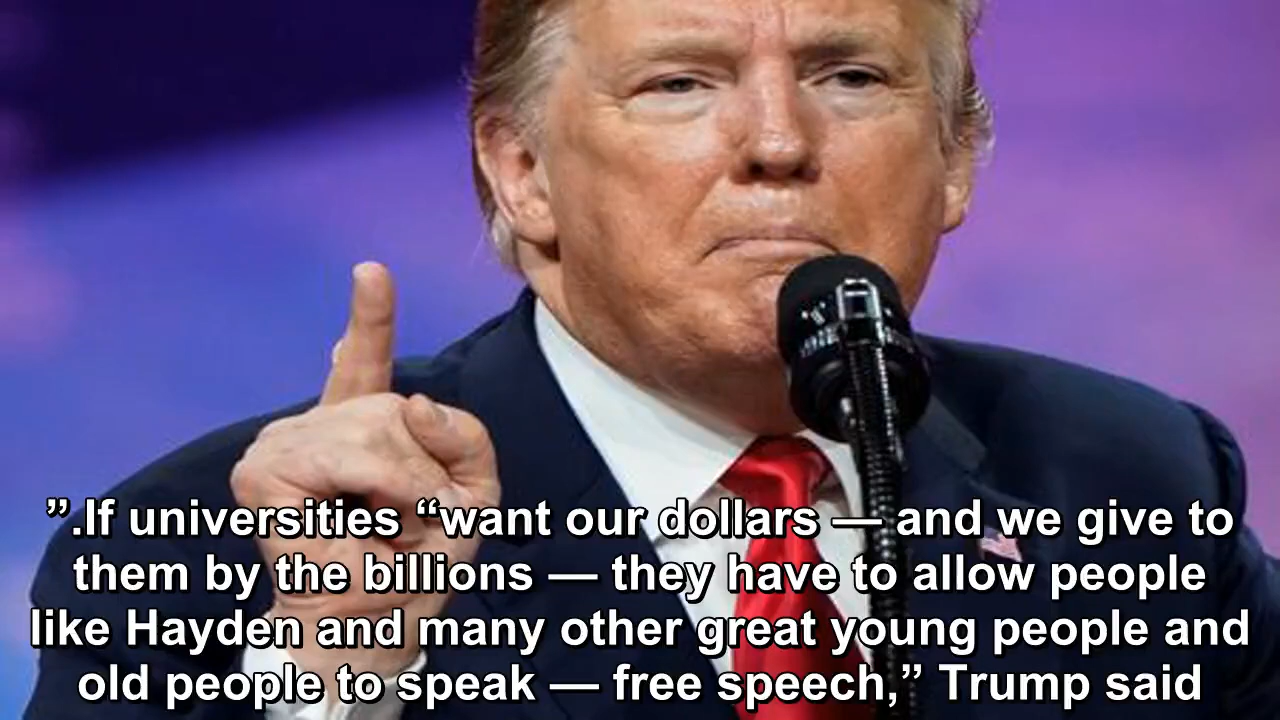 ”.If universities “want our dollars — and we give to
them by the billions — they have to allow people
like Hayden and many other great young people and
old people to speak — free speech,” Trump said